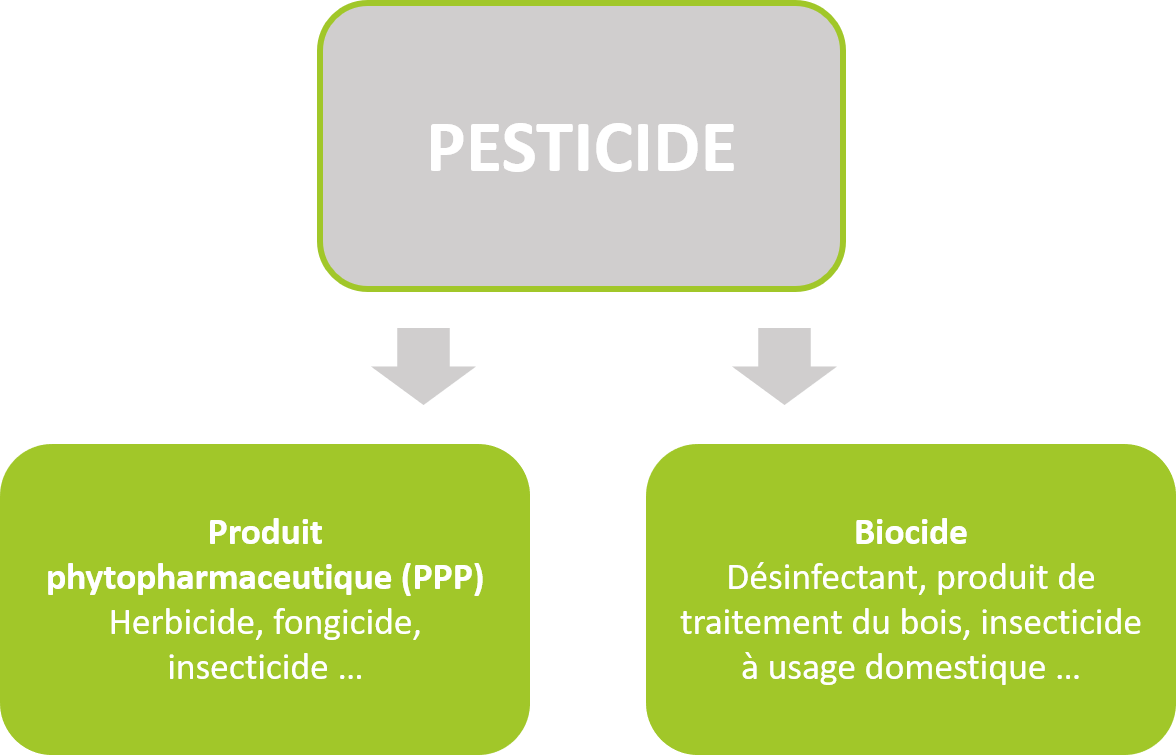 PESTICIDE
Produit
phytopharmaceutique (PPP)
Herbicide, fongicide,
insecticide ...
Biocide
Désinfectant, produit de
traitement du bois, insecticide
à usage domestique ...